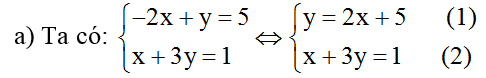 a) Ta có: { −2x + y = 5 ⇔ { y = 2x + 5 (1)
x + 3y = 1 x + 3y = 1 (2)